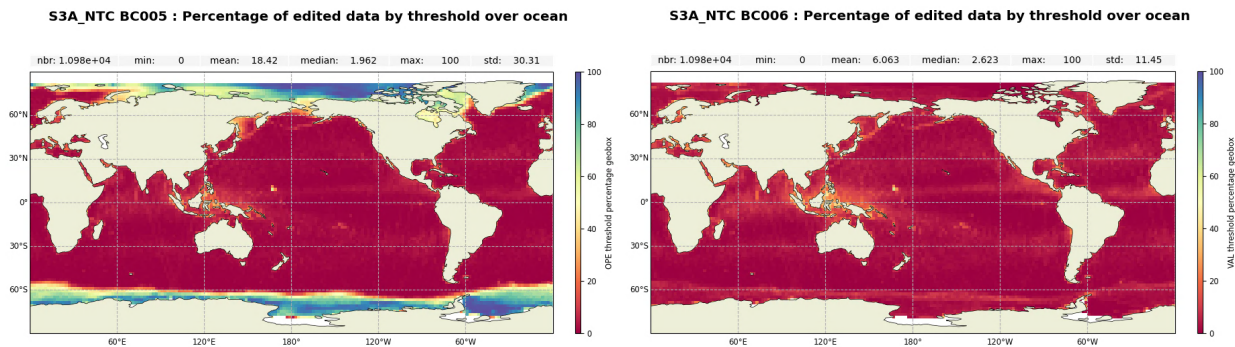 S3A_NTC BC005 : Percentage of edited data by threshold over ocean
nbr: 1.098e+04 min: 0 mean: 18.42 median: 1.962 max: 100 std: 30.31
60°N
30°N
0°
30°S
60°S
60°E 120°E 180° 120°W 60°W
100
80
60
40
20
0
OPE threshold percentage geobox
S3A_NTC BC006 : Percentage of edited data by threshold over ocean
nbr: 1.098e+04 min: 0 mean: 6.063 median: 2.623 max: 100 std: 11.45
60°N
30°N
0°
30°S
60°S
60°E 120°E 180° 120°W 60°W
100
80
60
40
20
0
VAL threshold percentage geobox